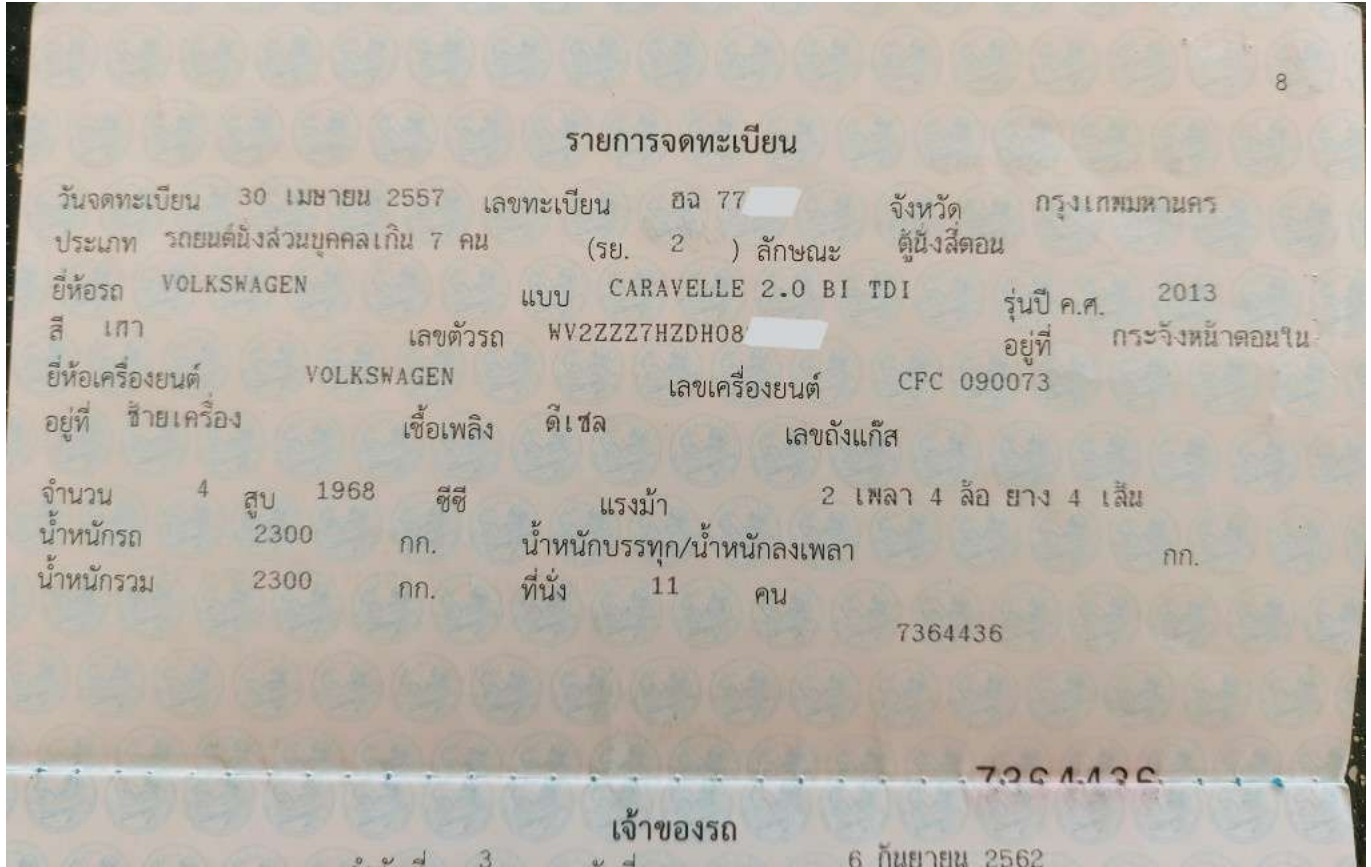 8
รายการจดทะเบียน
วันจดทะเบียน 30 เมษายน 2557 เลขทะเบียน ฮฉ 77 จังหวัด กรุงเทพมหานคร
ประเภท รถยนต์นั่งส่วนบุคคลเกิน 7 คน (รย. 2 ) ลักษณะ ตู้นั่งสี่ตอน
ยี่ห้อรถ VOLKSWAGEN แบบ CARAVELLE 2.0 BI TDI รุ่นปี ค.ศ. 2013
สี เทา เลขตัวรถ WV2ZZZ7HZDH08 อยู่ที่ กระจังหน้าตอนใน
ยี่ห้อเครื่องยนต์ VOLKSWAGEN เลขเครื่องยนต์ CFC 090073
อยู่ที่ ซ้ายเครื่อง เชื้อเพลิง ดีเซล เลขถังแก๊ส
จำนวน 4 สูบ 1968 ซีซี แรงม้า 2 เพลา 4 ล้อ ยาง 4 เส้น
น้ำหนักรถ 2300 กก. น้ำหนักบรรทุก/น้ำหนักลงเพลา กก.
น้ำหนักรวม 2300 กก. ที่นั่ง 11 คน
7364436
7364436
เจ้าของรถ
3 6 กันยายน 2562